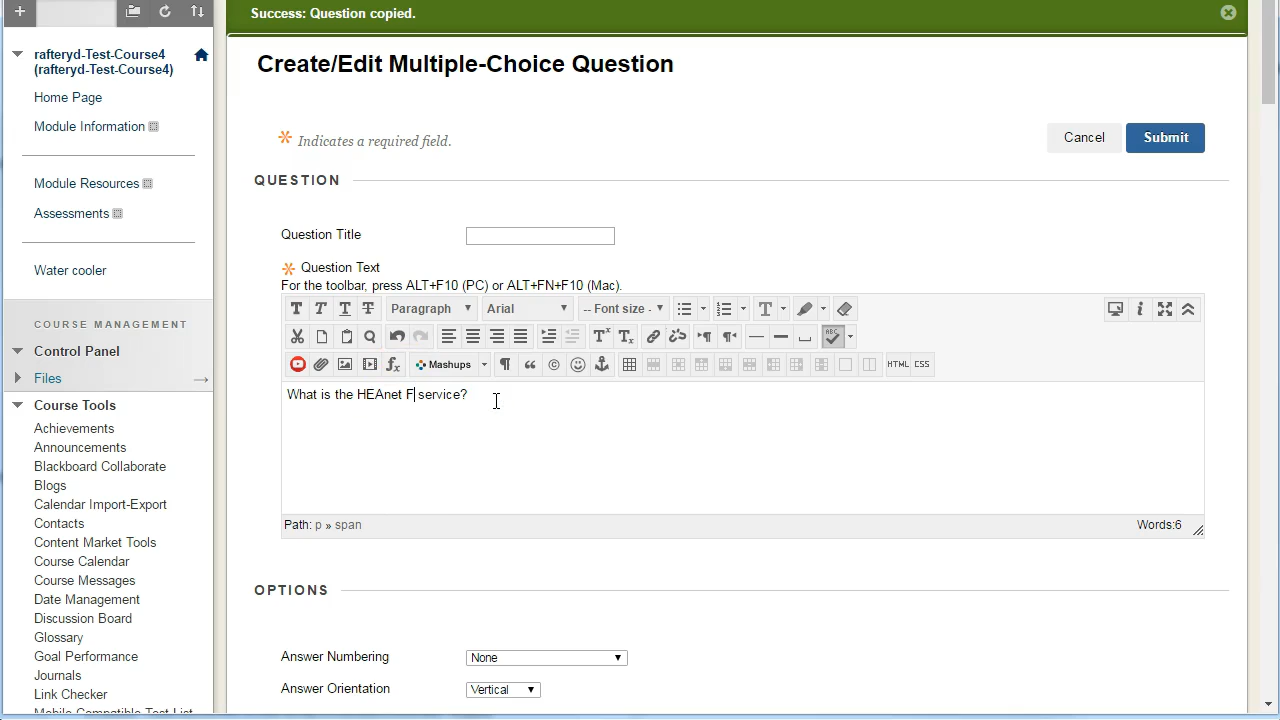 Success: Question copied.
rafteryd-Test-Course4
(rafteryd-Test-Course4)
Home Page
Module Information
Module Resources
Assessments
Water cooler
COURSE MANAGEMENT
Control Panel
Files
Course Tools
Achievements
Announcements
Blackboard Collaborate
Blogs
Calendar Import-Export
Contacts
Content Market Tools
Course Calendar
Course Messages
Date Management
Discussion Board
Glossary
Goal Performance
Journals
Link Checker
Mobile Compatible Test List
Create/Edit Multiple-Choice Question
Indicates a required field.
Cancel
Submit
QUESTION
Question Title
Question Text
For the toolbar, press ALT+F10 (PC) or ALT+FN+F10 (Mac).
T T T T Paragraph Arial -- Font size -
ABC
Mashups HTML CSS
What is the HEAnet F service?
Path: p » span Words:6
OPTIONS
Answer Numbering None
Answer Orientation Vertical